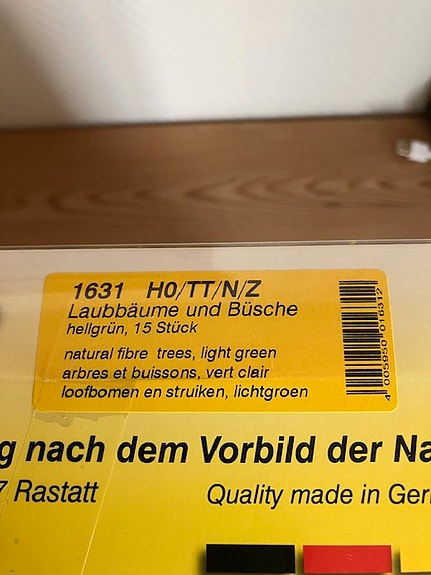 1631 H0/TT/N/Z
Laubbäume und Büsche
hellgrün, 15 Stück
natural fibre trees, light green
arbres et buissons, vert clair
loofbomen en struiken, lichtgroen
4 005950 016312
g nach dem Vorbild der Na
7 Rastatt
Quality made in Ger